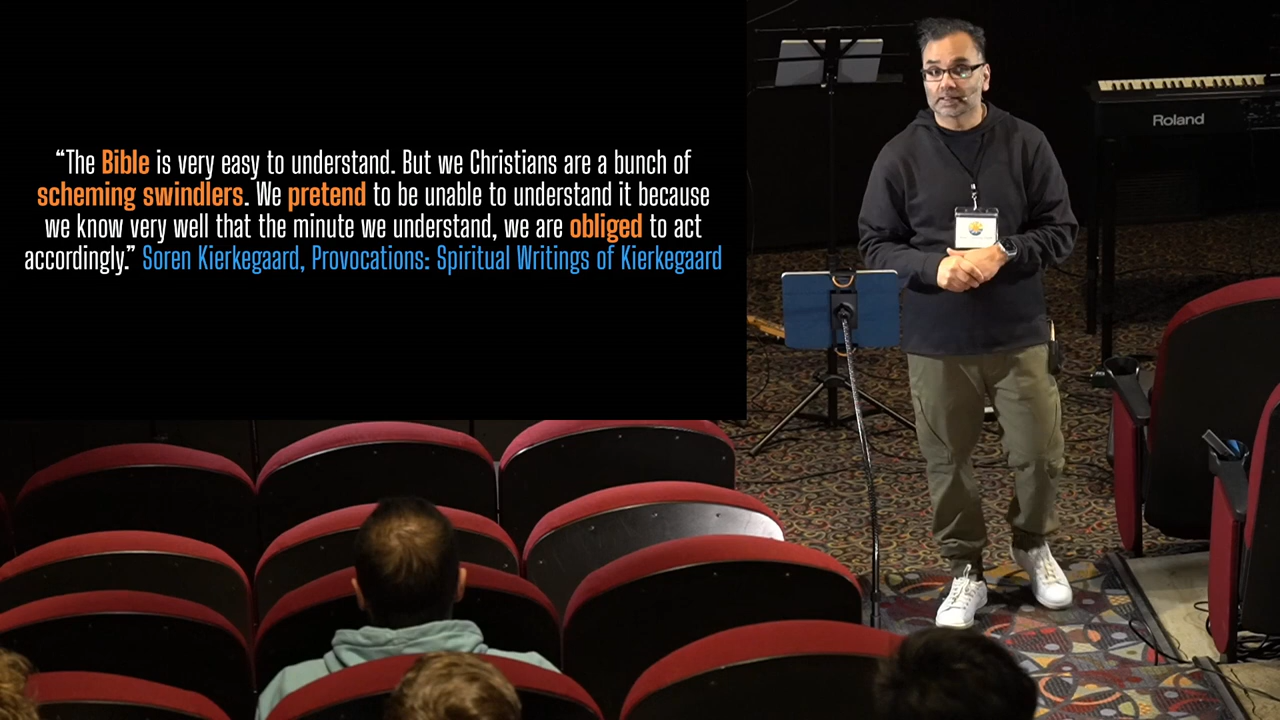 “The Bible is very easy to understand. But we Christians are a bunch of
scheming swindlers. We pretend to be unable to understand it because
we know very well that the minute we understand, we are obliged to act
accordingly.” Soren Kierkegaard, Provocations: Spiritual Writings of Kierkegaard
Roland